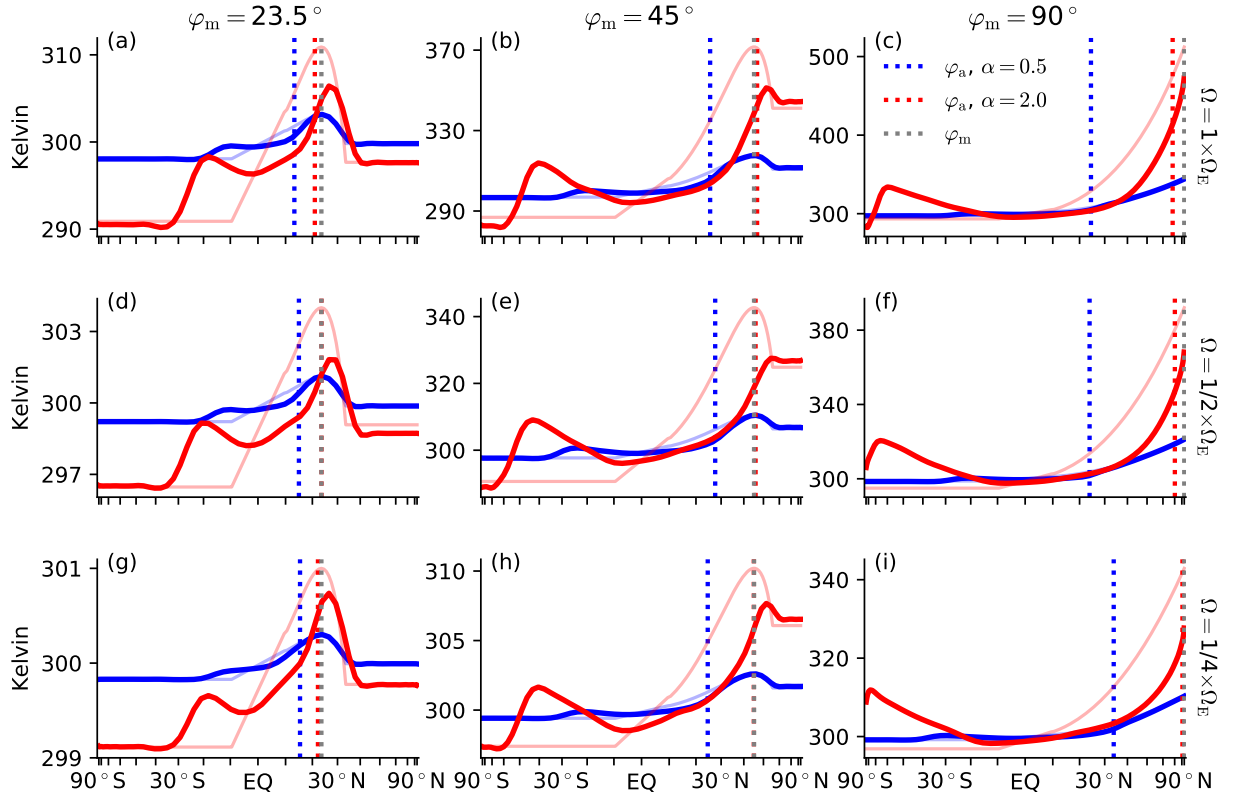 φm = 23.5° φm = 45° φm = 90°
(a) (b) (c)
310 300 290
370 330 290
500 400 300
Kelvin
φa, α = 0.5
φa, α = 2.0
φm
Ω = 1×ΩE
(d) (e) (f)
303 300 297
340 320 300
380 340 300
Kelvin
Ω = 1/2×ΩE
(g) (h) (i)
301 300 299
310 305 300
340 320 300
Kelvin
Ω = 1/4×ΩE
90°S 30°S EQ 30°N 90°N 30°S EQ 30°N 90°S 30°S EQ 30°N 90°N